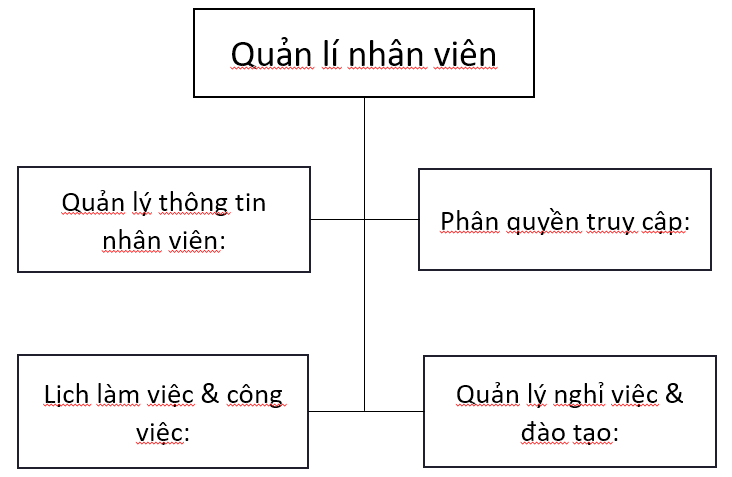 Quản lí nhân viên
Quản lý thông tin
nhân viên:
Phân quyền truy cập:
Lịch làm việc & công
việc:
Quản lý nghỉ việc &
đào tạo: